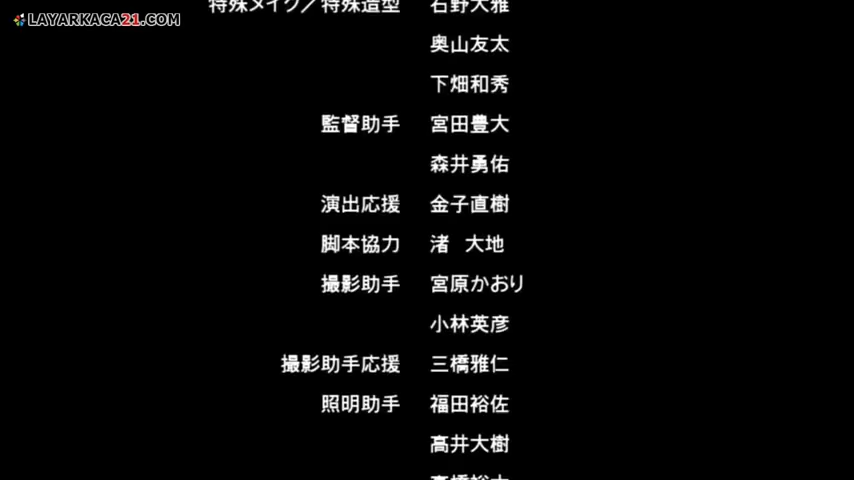 LAYARKACA21.COM
特殊メイク／特殊造型 石野大雅
奥山友太
下畑和秀
監督助手 宮田豊大
森井勇佑
演出応援 金子直樹
脚本協力 渚 大地
撮影助手 宮原かおり
小林英彦
撮影助手応援 三橋雅仁
照明助手 福田裕佐
高井大樹